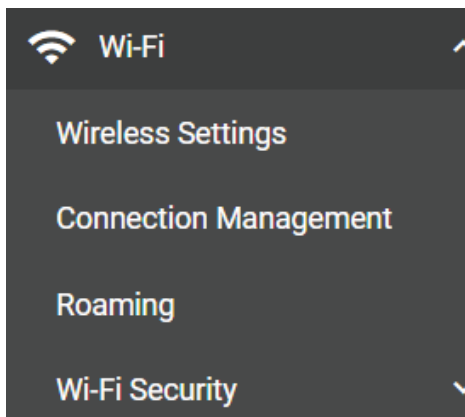 Wi-Fi
Wireless Settings
Connection Management
Roaming
Wi-Fi Security